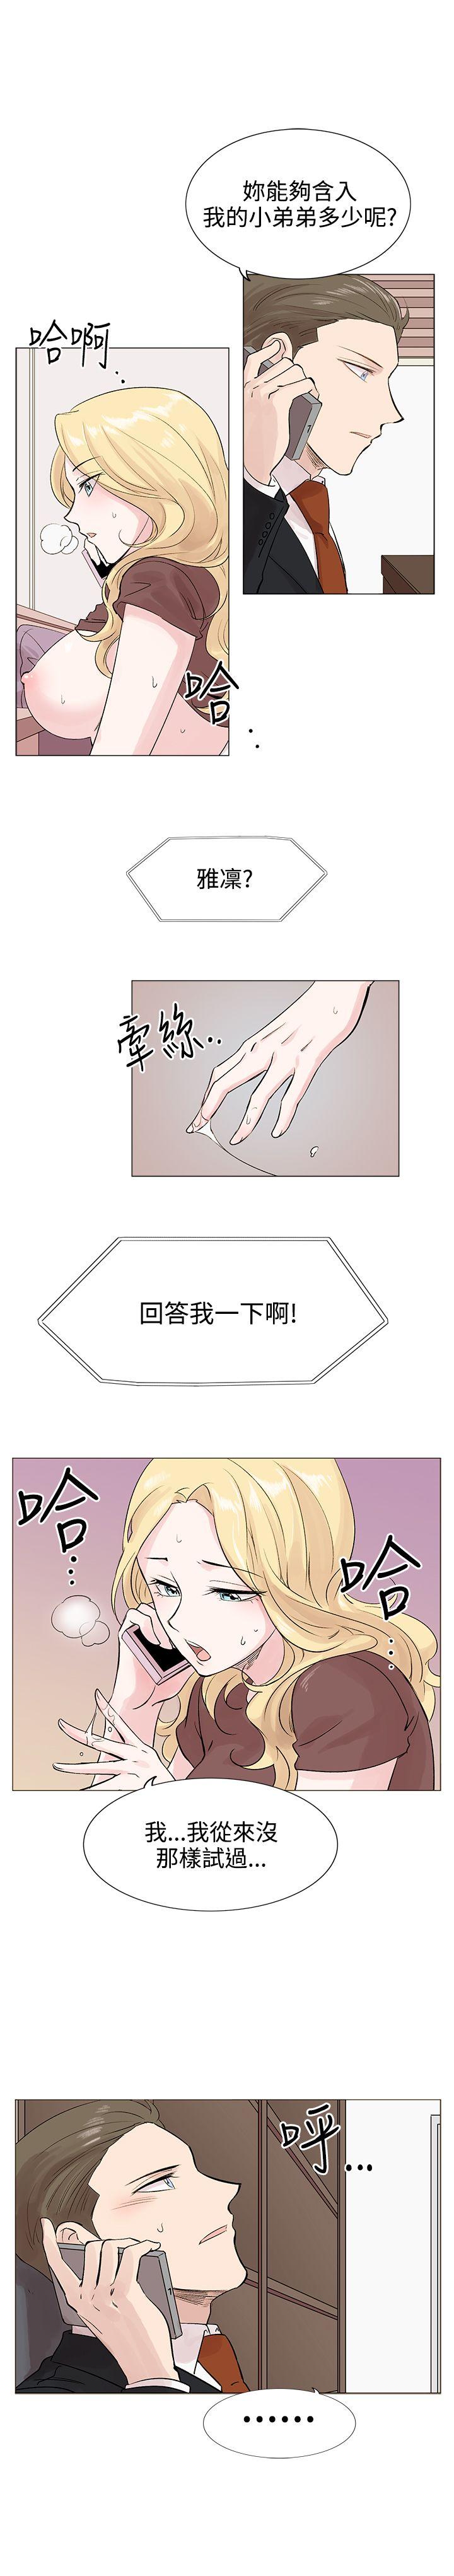 妳能夠含入
我的小弟弟多少呢?
哈啊
哈
雅凜?
牽絲..
回答我一下啊!
哈
哈
我...我從來沒
那樣試過...
呼...
......